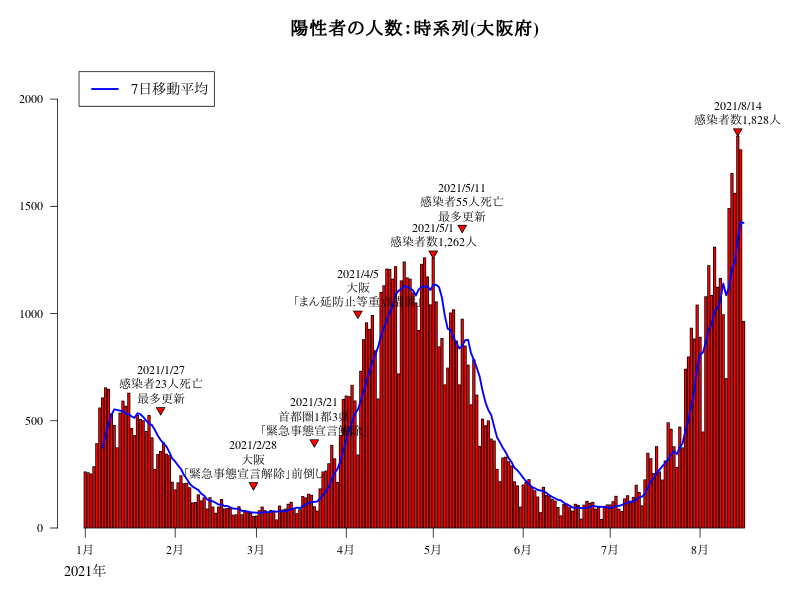 陽性者の人数：時系列(大阪府)
7日移動平均
2021/8/14
感染者数1,828人
2021/5/11
感染者55人死亡
最多更新
2021/5/1
感染者数1,262人
2021/4/5
大阪
「まん延防止等重点措置」
2021/1/27
感染者23人死亡
最多更新
2021/3/21
首都圏1都3県
「緊急事態宣言解除」
2021/2/28
大阪
「緊急事態宣言解除」前倒し
2000
1500
1000
500
0
1月 2月 3月 4月 5月 6月 7月 8月
2021年